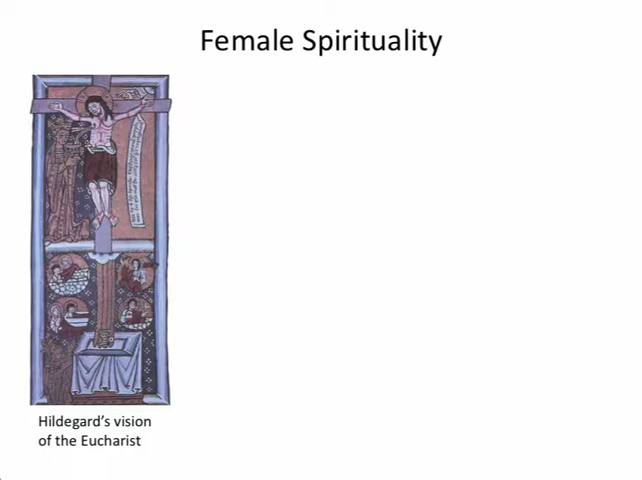 Female Spirituality
Hildegard's vision
of the Eucharist